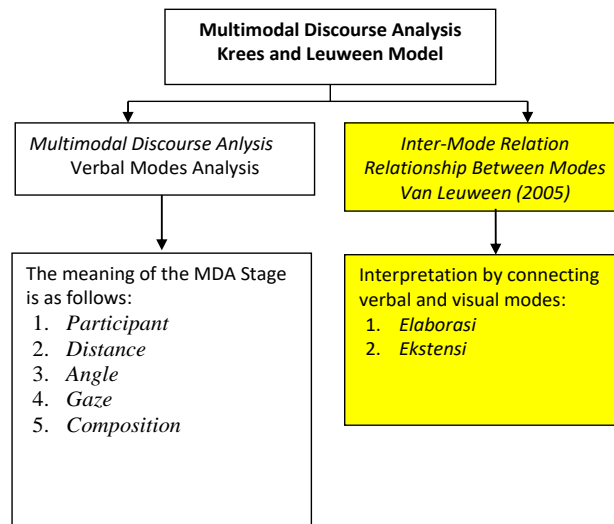 Multimodal Discourse Analysis
Krees and Leuween Model
Multimodal Discourse Anlysis
Verbal Modes Analysis
Inter-Mode Relation
Relationship Between Modes
Van Leuween (2005)
The meaning of the MDA Stage
is as follows:
1. Participant
2. Distance
3. Angle
4. Gaze
5. Composition
Interpretation by connecting
verbal and visual modes:
1. Elaborasi
2. Ekstensi